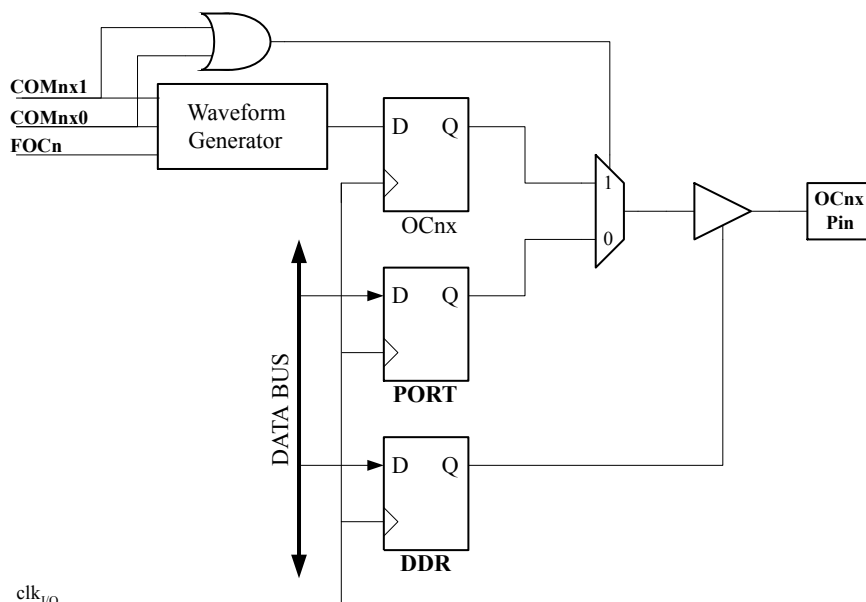 COMnx1
COMnx0
FOCn
Waveform
Generator
D Q
OCnx
1
0
OCnx
Pin
D Q
PORT
DATA BUS
D Q
DDR
clkI/O